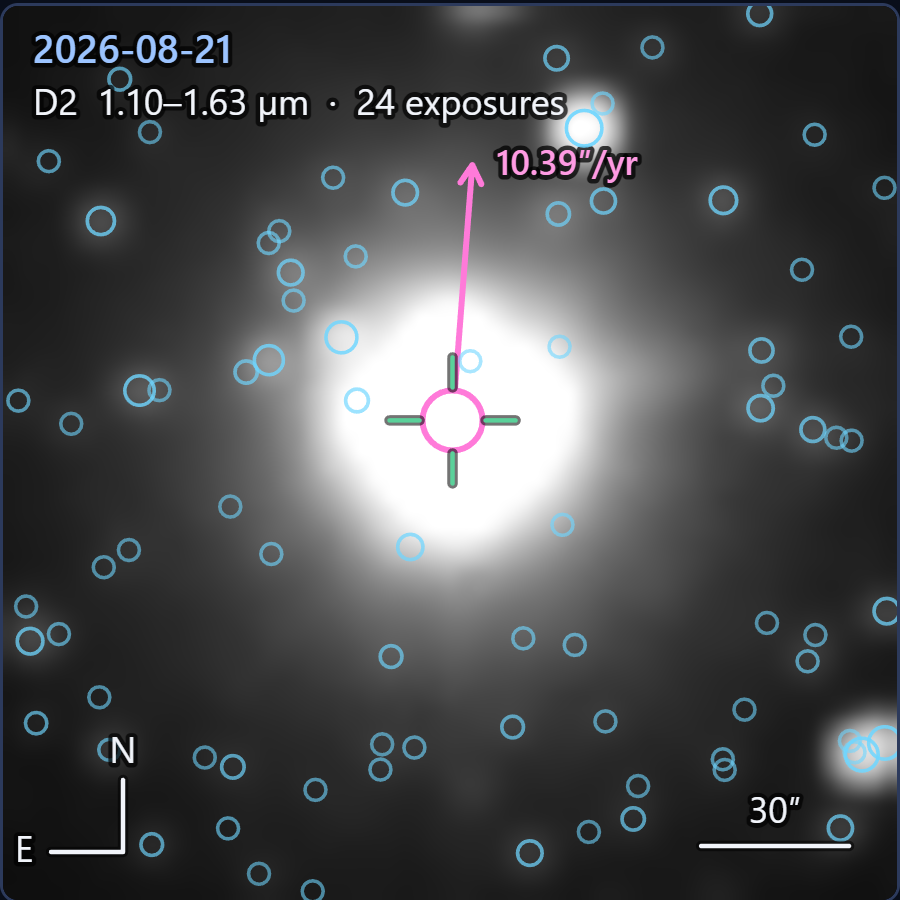 2026-08-21
D2 1.10–1.63 µm · 24 exposures
10.39″/yr
N
E
30″